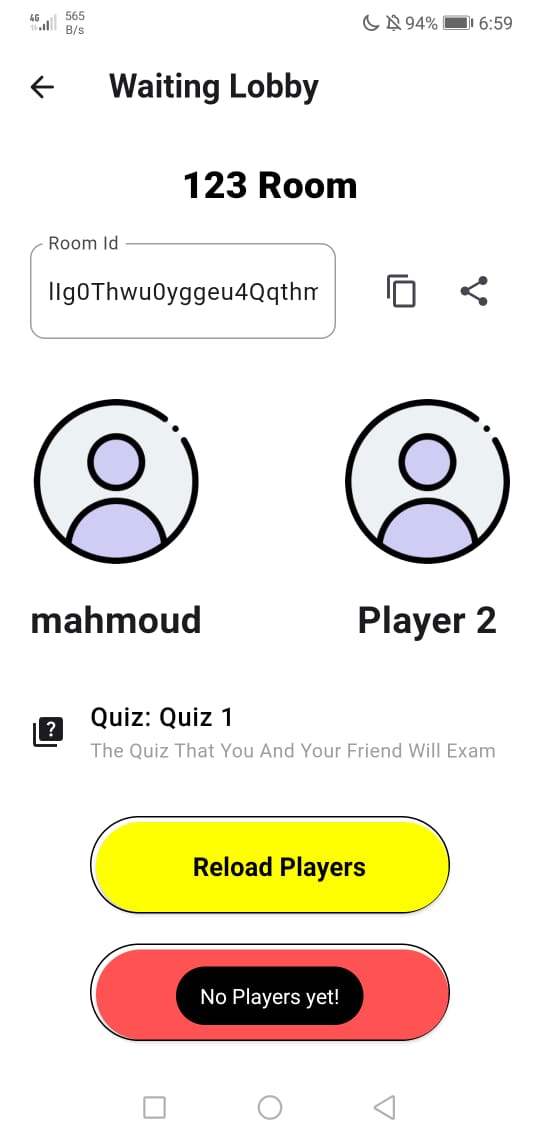 4G 565 B/s 94% 6:59
Waiting Lobby
123 Room
Room Id
lIg0Thwu0yggeu4Qqthm
mahmoud
Player 2
Quiz: Quiz 1
The Quiz That You And Your Friend Will Exam
Reload Players
No Players yet!